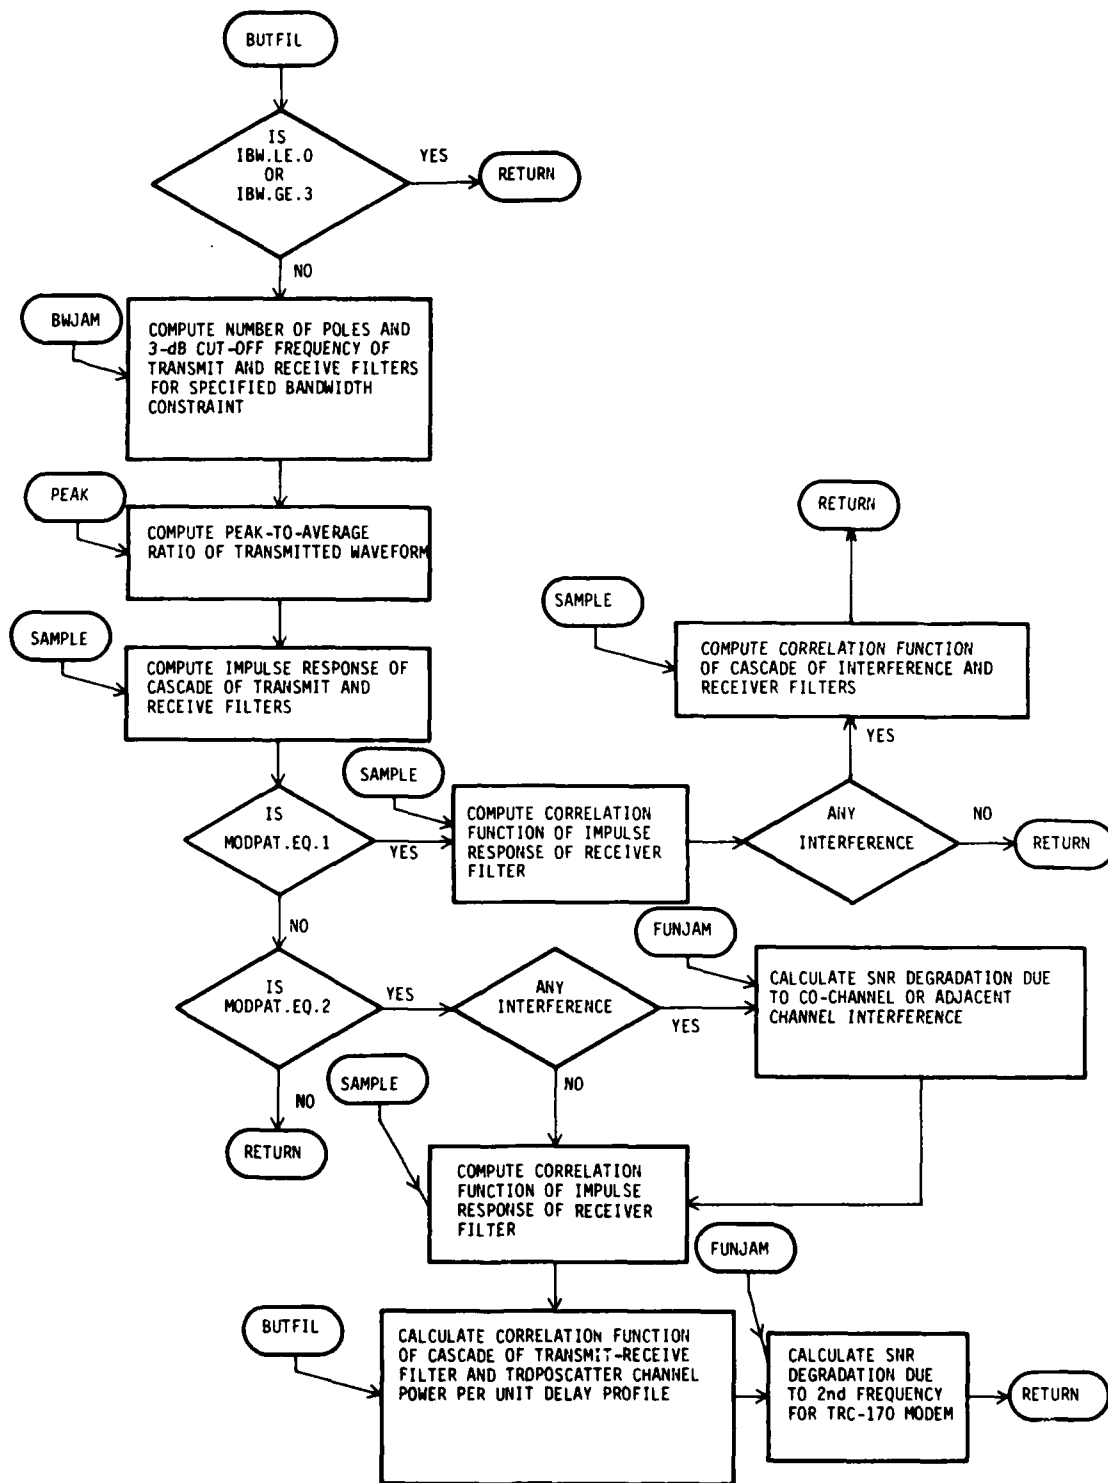 BUTFIL
IS
IBW.LE.0
OR
IBW.GE.3
YES
RETURN
NO
BWJAM
COMPUTE NUMBER OF POLES AND
3-dB CUT-OFF FREQUENCY OF
TRANSMIT AND RECEIVE FILTERS
FOR SPECIFIED BANDWIDTH
CONSTRAINT
PEAK
COMPUTE PEAK-TO-AVERAGE
RATIO OF TRANSMITTED WAVEFORM
RETURN
SAMPLE
COMPUTE CORRELATION FUNCTION
OF CASCADE OF INTERFERENCE AND
RECEIVER FILTERS
SAMPLE
COMPUTE IMPULSE RESPONSE OF
CASCADE OF TRANSMIT AND
RECEIVE FILTERS
YES
IS
MODPAT.EQ.1
YES
SAMPLE
COMPUTE CORRELATION
FUNCTION OF IMPULSE
RESPONSE OF RECEIVER
FILTER
ANY
INTERFERENCE
NO
RETURN
NO
IS
MODPAT.EQ.2
YES
ANY
INTERFERENCE
YES
FUNJAM
CALCULATE SNR DEGRADATION DUE
TO CO-CHANNEL OR ADJACENT
CHANNEL INTERFERENCE
NO
RETURN
NO
SAMPLE
COMPUTE CORRELATION
FUNCTION OF IMPULSE
RESPONSE OF RECEIVER
FILTER
BUTFIL
CALCULATE CORRELATION FUNCTION
OF CASCADE OF TRANSMIT-RECEIVE
FILTER AND TROPOSCATTER CHANNEL
POWER PER UNIT DELAY PROFILE
FUNJAM
CALCULATE SNR
DEGRADATION DUE
TO 2nd FREQUENCY
FOR TRC-170 MODEM
RETURN